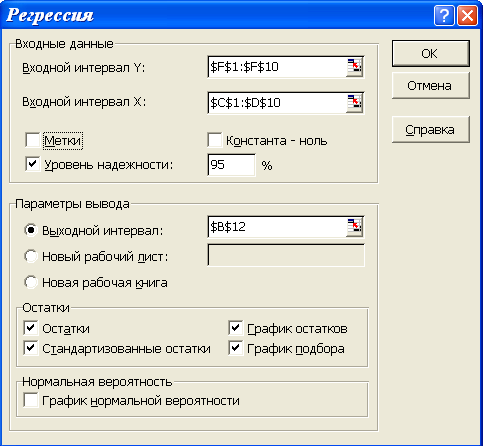 Регрессия
Входные данные
Входной интервал Y: $F$1:$F$10
Входной интервал X: $C$1:$D$10
Метки Константа - ноль
Уровень надежности: 95 %
OK
Отмена
Справка
Параметры вывода
Выходной интервал: $B$12
Новый рабочий лист:
Новая рабочая книга
Остатки
Остатки График остатков
Стандартизованные остатки График подбора
Нормальная вероятность
График нормальной вероятности